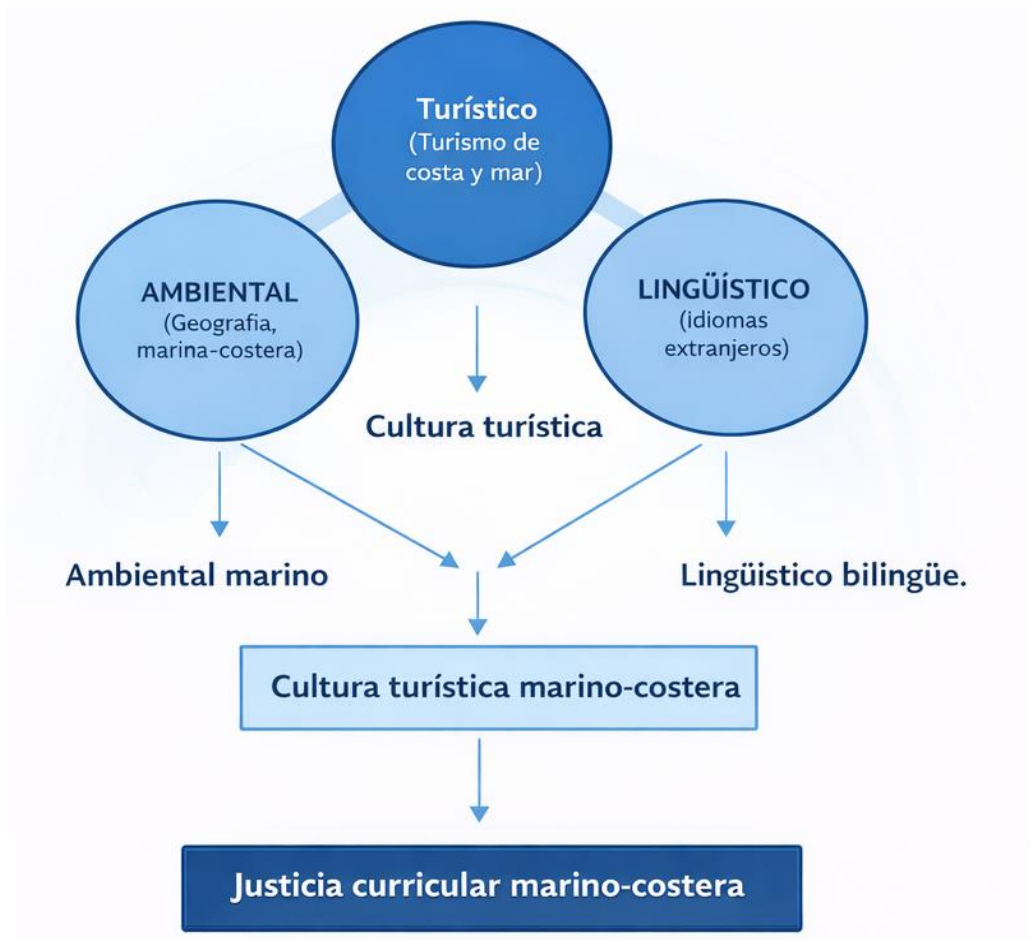 Turístico
(Turismo de
costa y mar)
AMBIENTAL
(Geografia,
marina-costera)
LINGÜÍSTICO
(idiomas
extranjeros)
Cultura turística
Ambiental marino
Lingüistico bilingüe.
Cultura turística marino-costera
Justicia curricular marino-costera